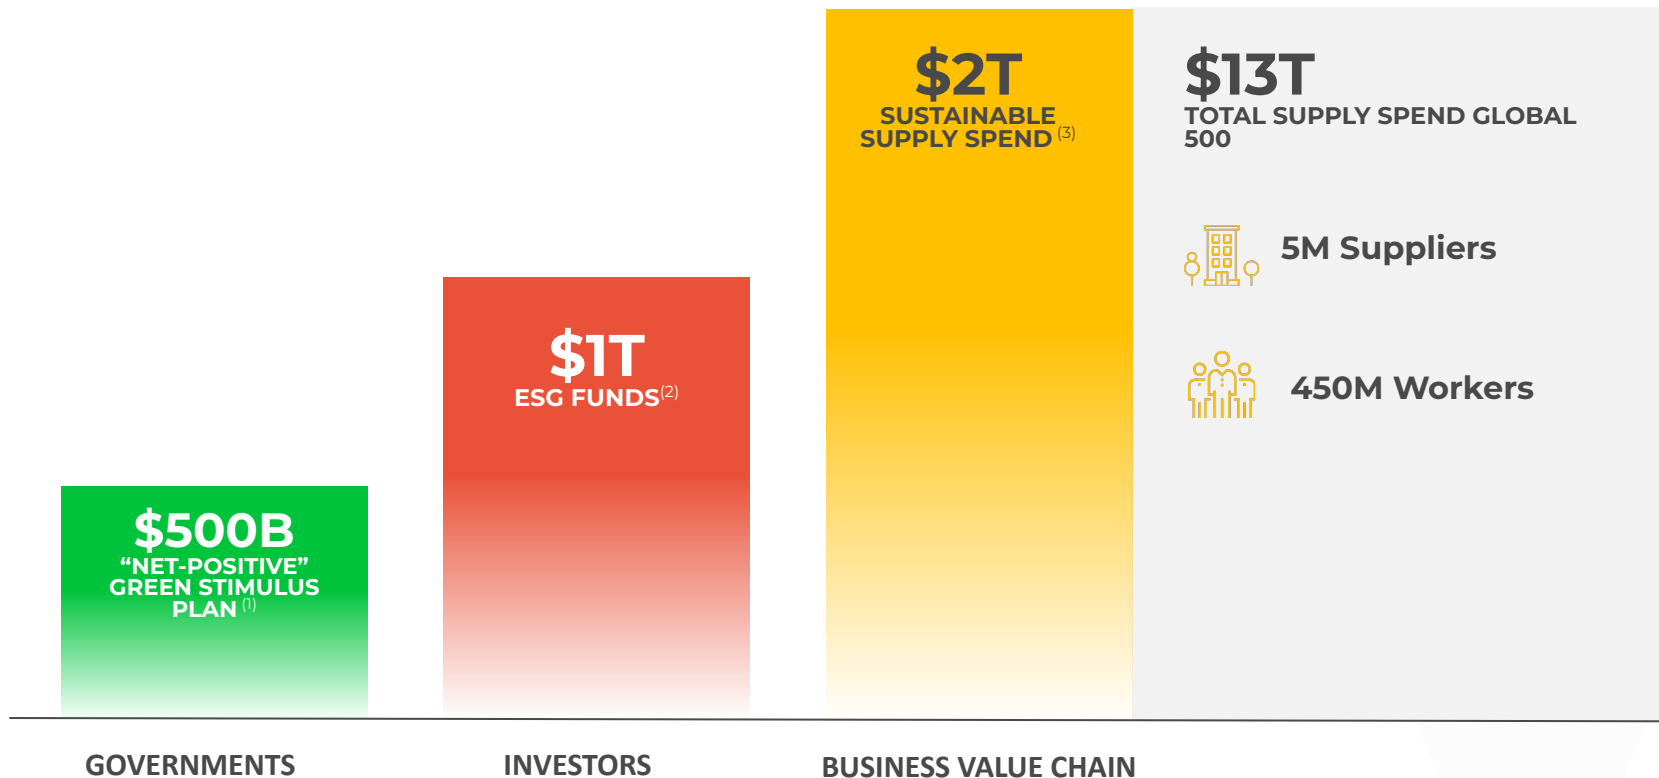 $500B
“NET-POSITIVE”
GREEN STIMULUS
PLAN (1)
GOVERNMENTS
$1T
ESG FUNDS(2)
INVESTORS
$2T
SUSTAINABLE
SUPPLY SPEND (3)
BUSINESS VALUE CHAIN
$13T
TOTAL SUPPLY SPEND GLOBAL
500
5M Suppliers
450M Workers